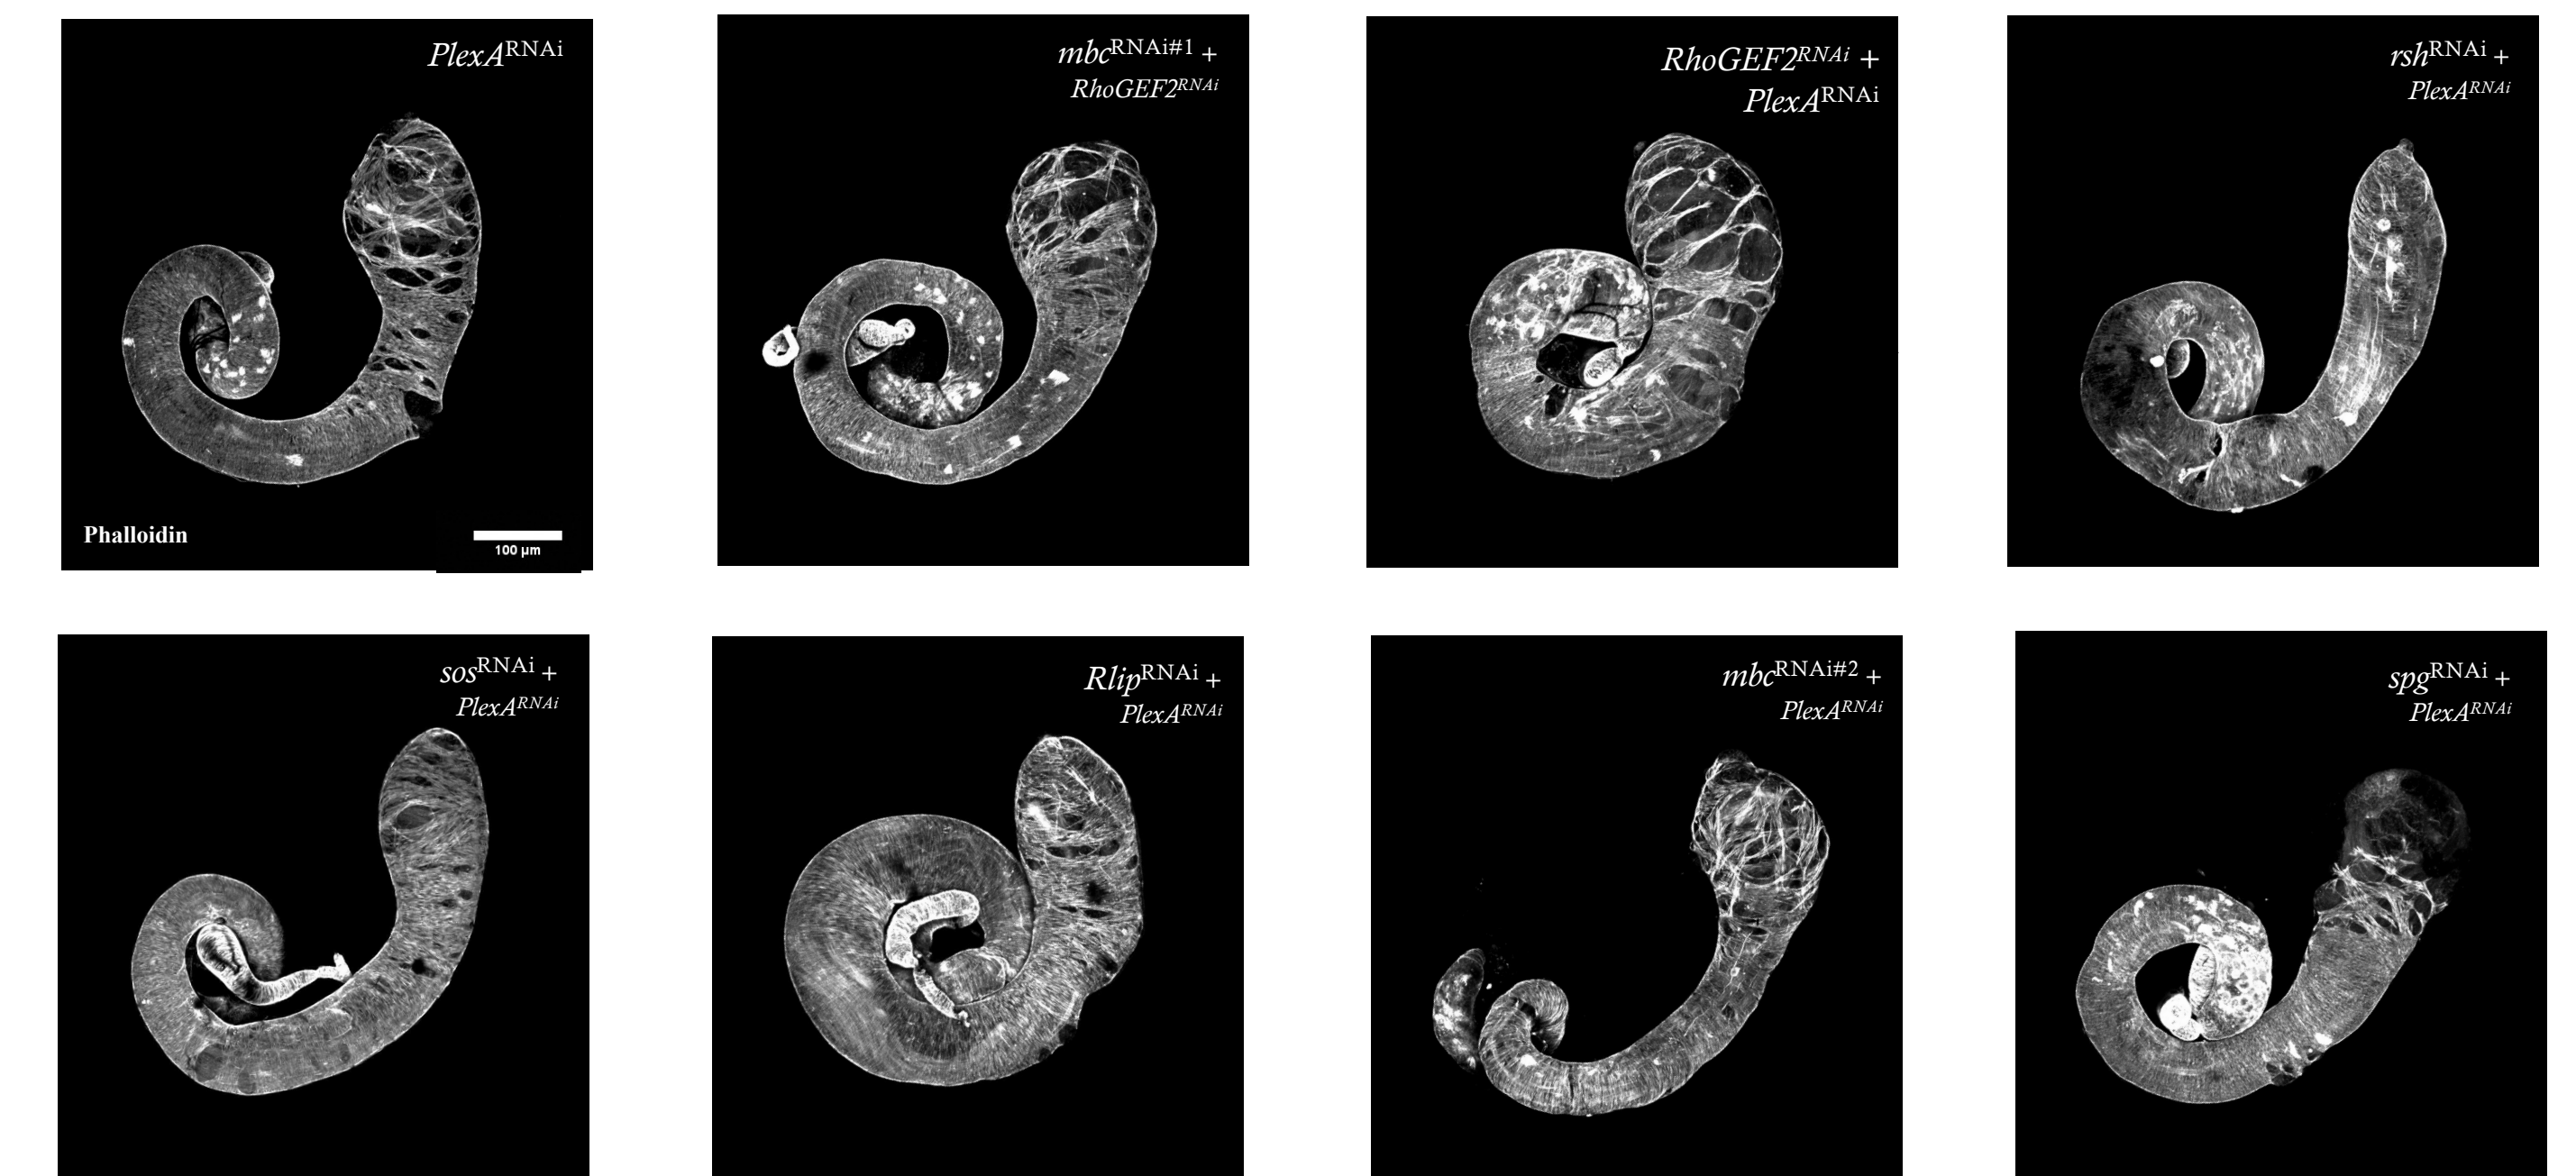 PlexARNAi
mbcRNAi#1 +
RhoGEF2RNAi
RhoGEF2RNAi +
PlexARNAi
rshRNAi +
PlexARNAi
Phalloidin
100 µm
sosRNAi +
PlexARNAi
RlipRNAi +
PlexARNAi
mbcRNAi#2 +
PlexARNAi
spgRNAi +
PlexARNAi